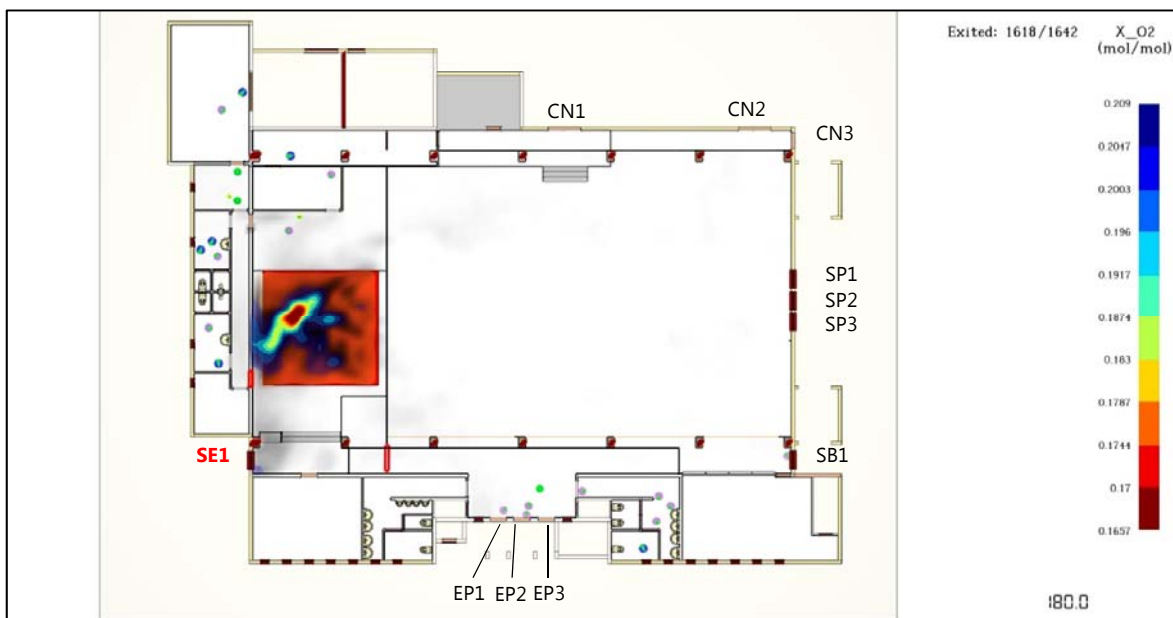 Exited: 1618/1642
X_O2
(mol/mol)
0.209
0.2047
0.2003
0.196
0.1917
0.1874
0.183
0.1787
0.1744
0.17
0.1657
CN1
CN2
CN3
SP1
SP2
SP3
SE1
SB1
EP1
EP2
EP3
180.0